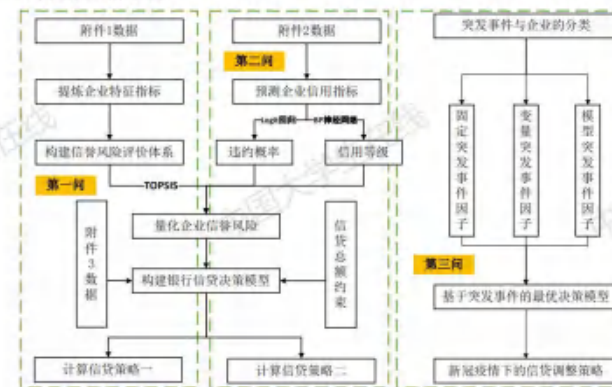 附件1数据
附件2数据
突发事件与企业的分类
第二问
提炼企业特征指标
预测企业信用指标
Logit回归
BP神经网络
构建信誉风险评价体系
违约概率
信用等级
固定突发事件因子
变量突发事件因子
模型突发事件因子
第一问
TOPSIS
量化企业信誉风险
附件3数据
信贷总额约束
第三问
构建银行信贷决策模型
基于突发事件的最优决策模型
计算信贷策略一
计算信贷策略二
新冠疫情下的信贷调整策略